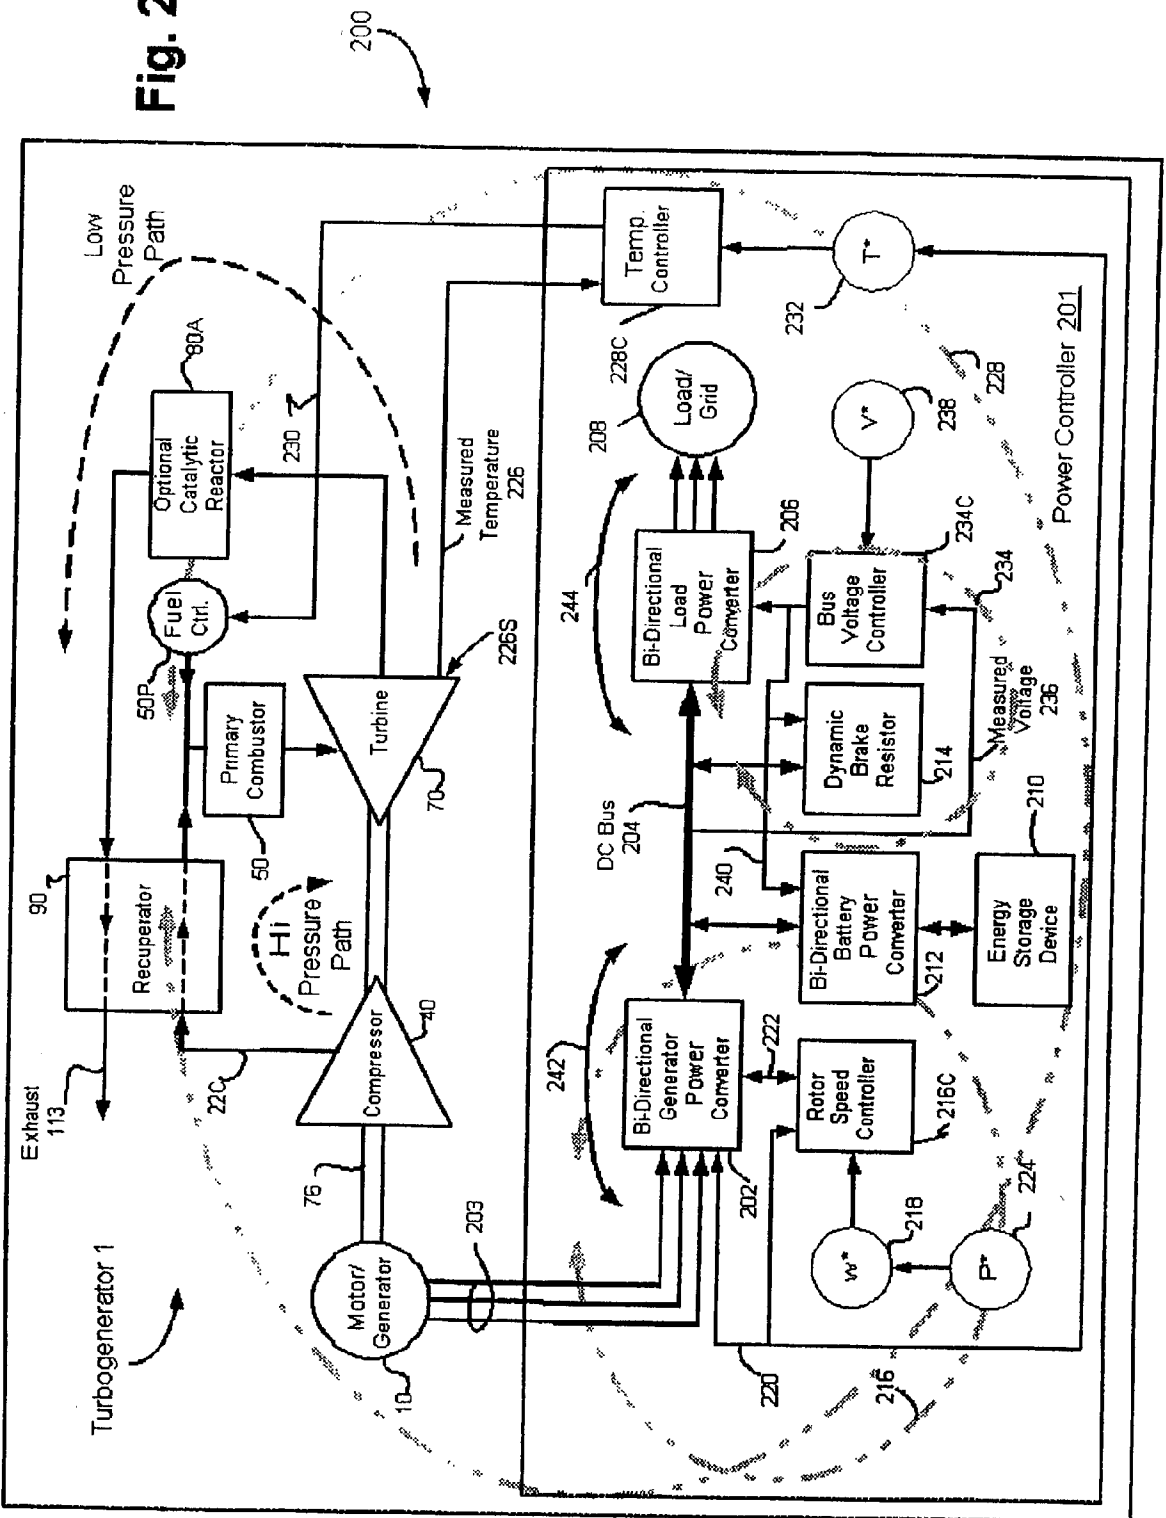 Fig. 2
200
Turbogenerator 1
Exhaust
113
90
Recuperator
22C
Low
Pressure
Path
80A
Optional
Catalytic
Reactor
Fuel
Ctrl.
50P
Primary
Combustor
50
230
Hi
Pressure
Path
Motor/
Generator
10
76
Compressor
40
Turbine
70
226S
Measured
Temperature
226
203
242
DC Bus
204
244
208
Load/
Grid
228C
Temp.
Controller
Bi-Directional
Generator
Power
Converter
202
Bi-Directional
Load
Power
Converter
206
240
232
T*
222
220
Rotor
Speed
Controller
216C
Bi-Directional
Battery
Power
Converter
212
Dynamic
Brake
Resistor
214
Bus
Voltage
Controller
234C
V*
238
228
234
Measured
Voltage
236
w*
218
P*
224
216
Energy
Storage
Device
210
Power Controller 201